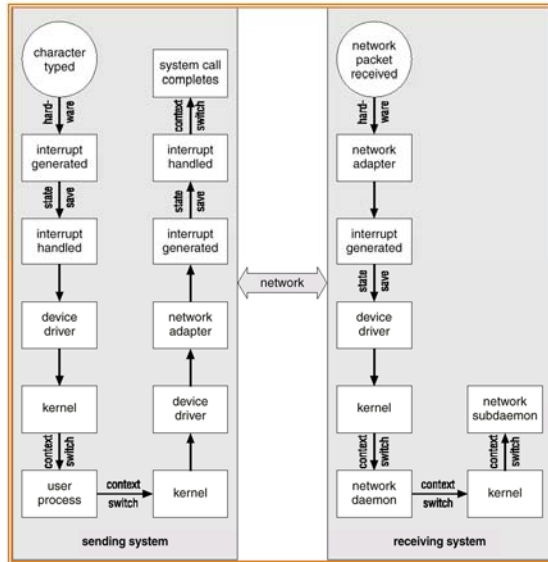 character
typed
hard-
ware
interrupt
generated
state
save
interrupt
handled
device
driver
kernel
context
switch
user
process
context
switch
kernel
device
driver
network
adapter
interrupt
generated
state
save
interrupt
handled
context
switch
system call
completes
sending system
network
network
packet
received
hard-
ware
network
adapter
interrupt
generated
state
save
device
driver
kernel
context
switch
network
daemon
context
switch
kernel
context
switch
network
subdaemon
receiving system